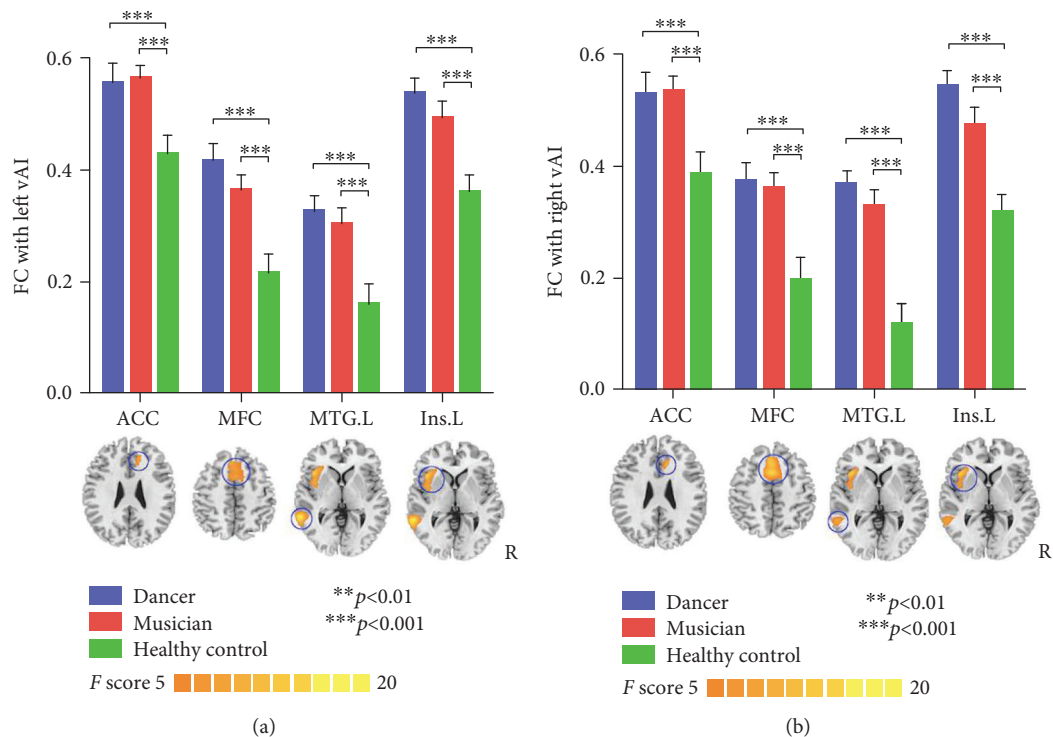 ***
***
***
***
***
***
***
***
0.6
0.4
0.2
0.0
FC with left vAI
ACC
MFC
MTG.L
Ins.L
R
Dancer
Musician
Healthy control
**p<0.01
***p<0.001
F score 5
20
(a)
***
***
***
***
***
***
***
***
0.6
0.4
0.2
0.0
FC with right vAI
ACC
MFC
MTG.L
Ins.L
R
Dancer
Musician
Healthy control
**p<0.01
***p<0.001
F score 5
20
(b)